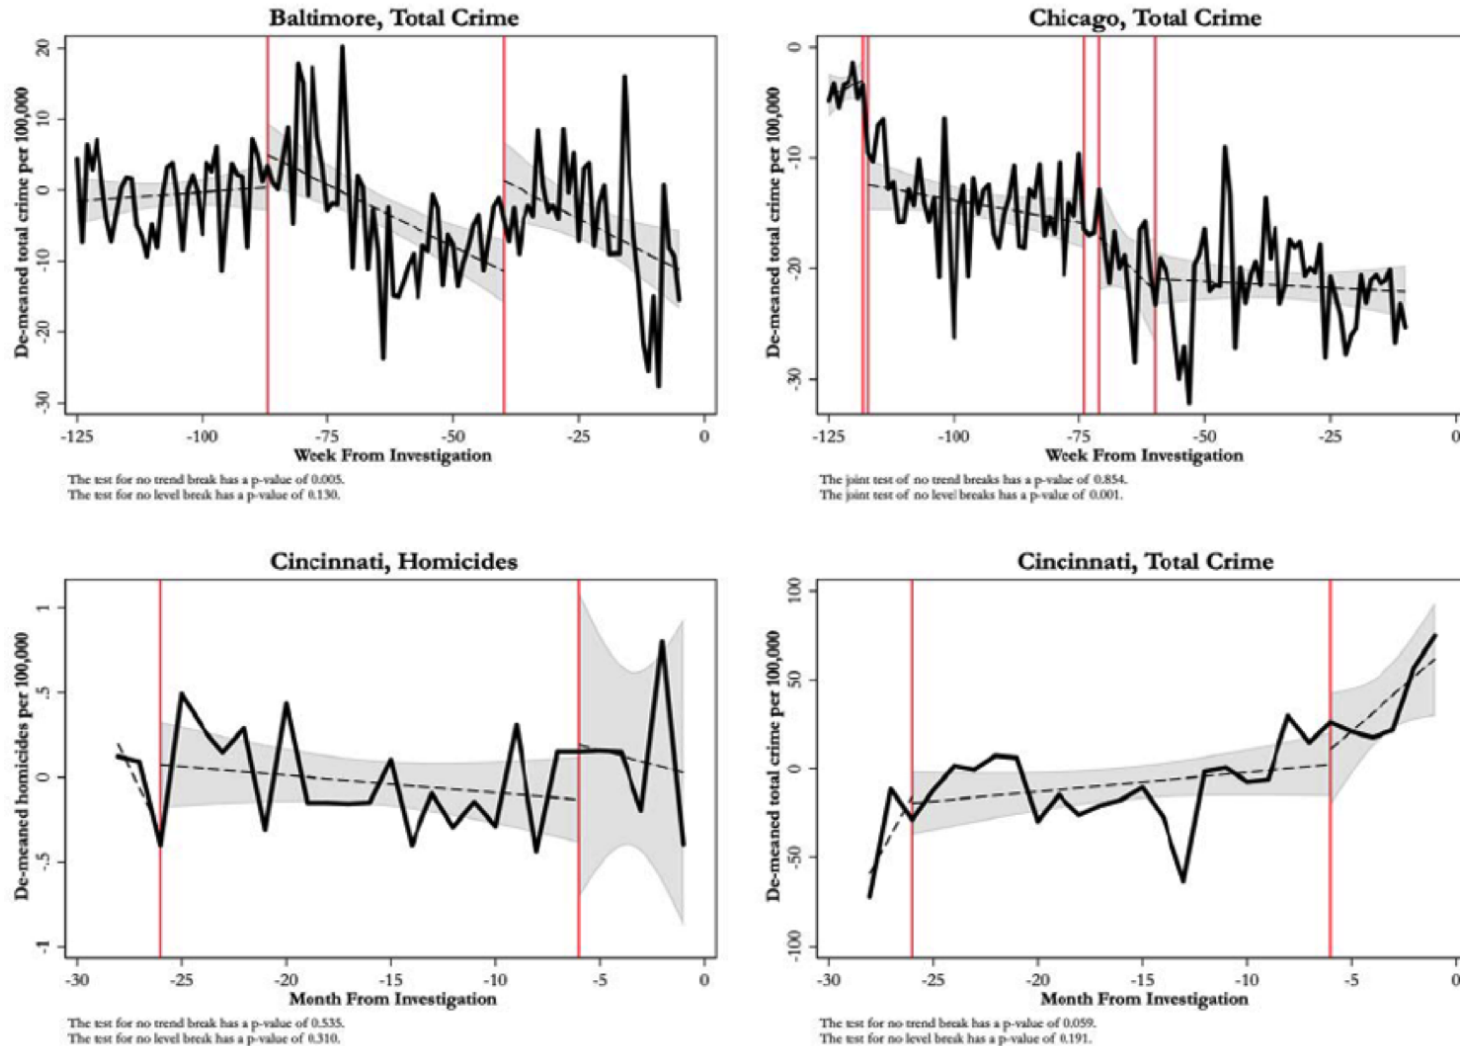 Baltimore, Total Crime
De-meaned total crime per 100,000
20
10
0
-10
-20
-30
-125
-100
-75
-50
-25
0
Week From Investigation
The test for no trend break has a p-value of 0.005.
The test for no level break has a p-value of 0.130.
Chicago, Total Crime
De-meaned total crime per 100,000
0
-10
-20
-30
-125
-100
-75
-50
-25
0
Week From Investigation
The joint test of no trend breaks has a p-value of 0.854.
The joint test of no level breaks has a p-value of 0.001.
Cincinnati, Homicides
De-meaned homicides per 100,000
1
.5
0
-.5
-1
-30
-25
-20
-15
-10
-5
0
Month From Investigation
The test for no trend break has a p-value of 0.535.
The test for no level break has a p-value of 0.310.
Cincinnati, Total Crime
De-meaned total crime per 100,000
100
50
0
-50
-100
-30
-25
-20
-15
-10
-5
0
Month From Investigation
The test for no trend break has a p-value of 0.059.
The test for no level break has a p-value of 0.191.